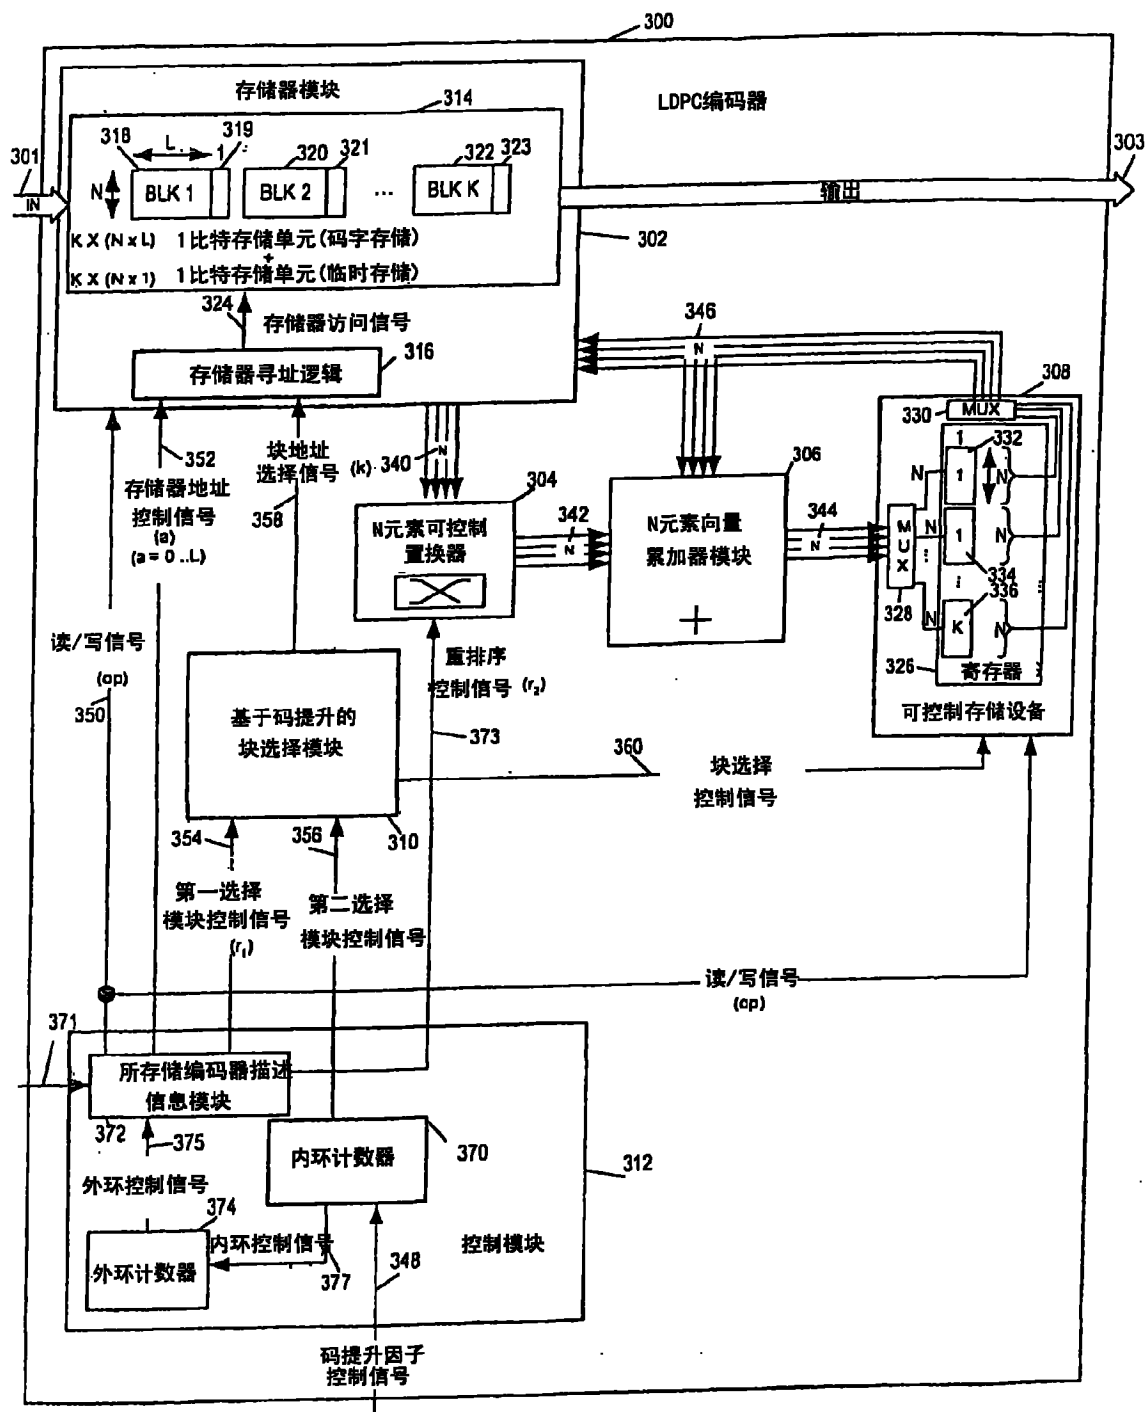 300
存储器模块
314
LDPC编码器
318
L
1
319
320
321
322
323
301
303
IN
N
BLK 1
BLK 2
...
BLK K
输出
302
K X (N x L) 1比特存储单元(码字存储)
+
K X (N x 1) 1比特存储单元(临时存储)
324
存储器访问信号
346
N
316
存储器寻址逻辑
308
330
MUX
352
块地址
选择信号 (k)
340
N
存储器地址
控制信号
(a)
(a = 0 ..L)
358
304
306
N元素可控制
置换器
342
N
N元素向量
累加器模块
+
344
N
MUX
328
1
332
N
1
N
N
1
N
...
334
336
N
K
N
326
寄存器
可控制存储设备
读/写信号
(op)
350
重排序
控制信号 (r₂)
基于码提升的
块选择模块
373
360
块选择
控制信号
354
356
310
第一选择
模块控制信号
(r₁)
第二选择
模块控制信号
读/写信号
(op)
371
所存储编码器描述
信息模块
372
375
370
内环计数器
312
外环控制信号
374
内环控制信号
控制模块
外环计数器
377
348
码提升因子
控制信号